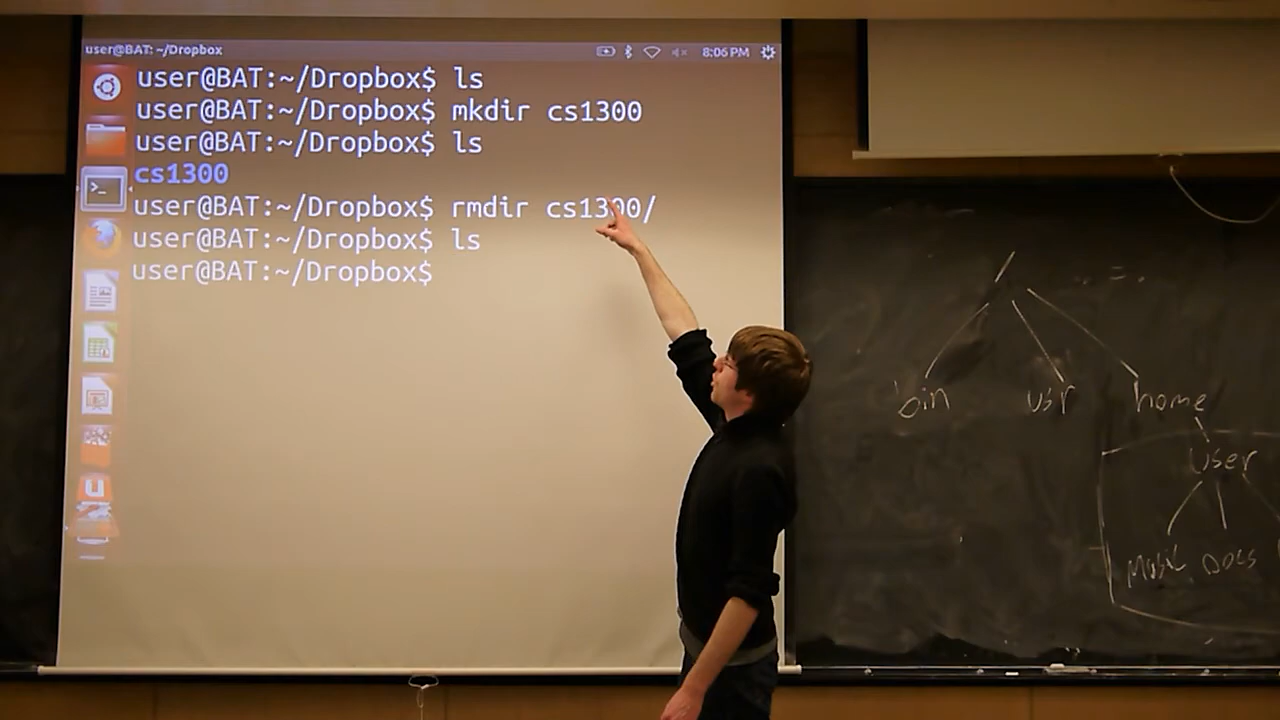 user@BAT: ~/Dropbox 8:06 PM
user@BAT:~/Dropbox$ ls
user@BAT:~/Dropbox$ mkdir cs1300
user@BAT:~/Dropbox$ ls
cs1300
user@BAT:~/Dropbox$ rmdir cs1300/
user@BAT:~/Dropbox$ ls
user@BAT:~/Dropbox$
/
bin usr home
user
Music Docs